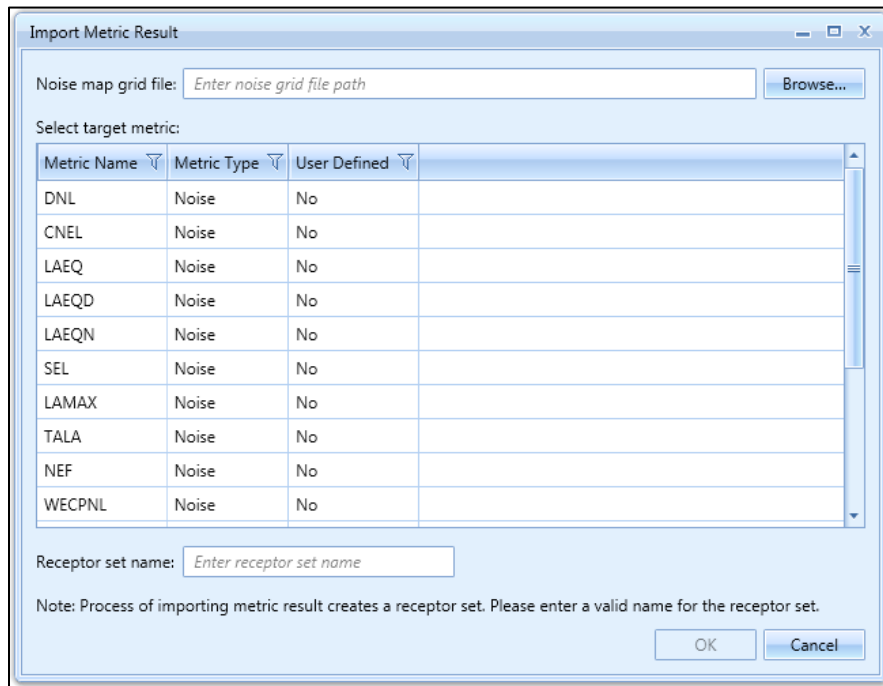 Import Metric Result
Noise map grid file: Enter noise grid file path Browse...
Select target metric:
Metric Name Metric Type User Defined
DNL Noise No
CNEL Noise No
LAEQ Noise No
LAEQD Noise No
LAEQN Noise No
SEL Noise No
LAMAX Noise No
TALA Noise No
NEF Noise No
WECPNL Noise No
Receptor set name: Enter receptor set name
Note: Process of importing metric result creates a receptor set. Please enter a valid name for the receptor set.
OK Cancel